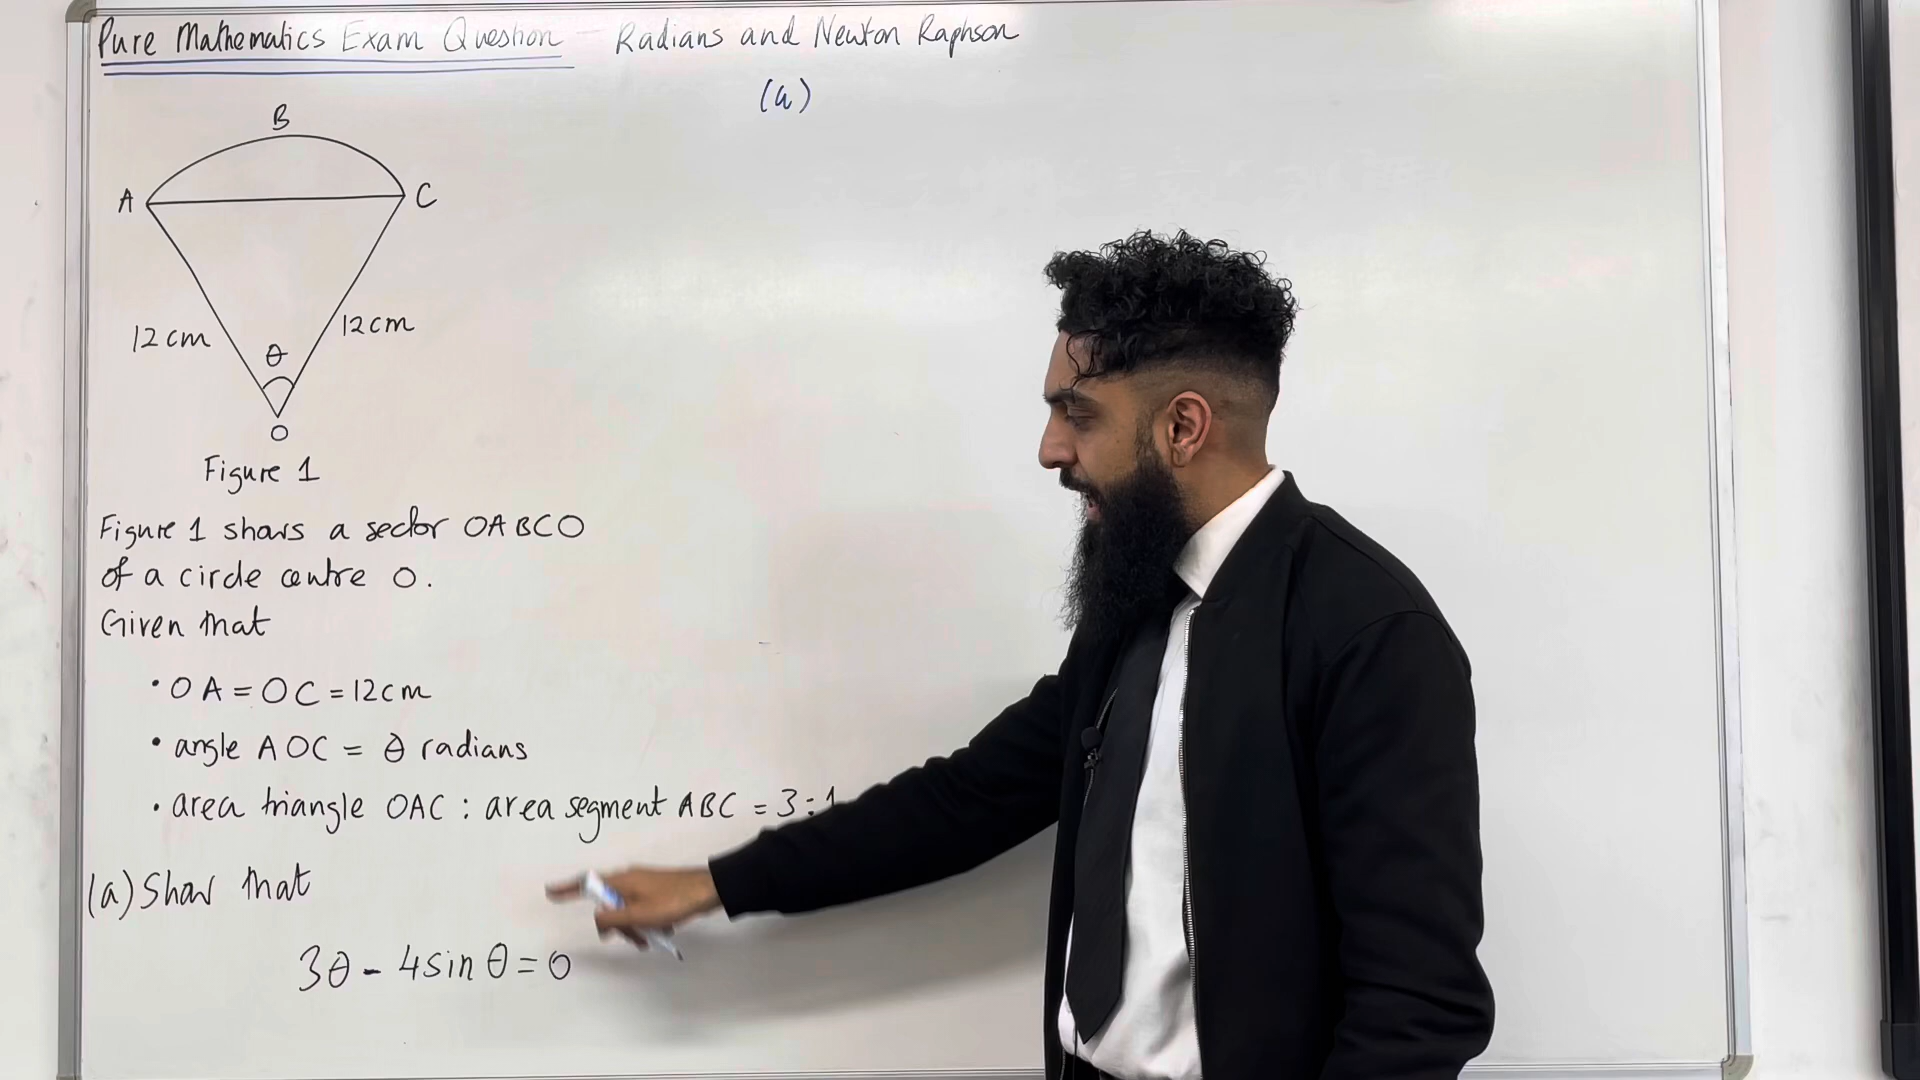 Pure Mathematics Exam Question - Radians and Newton Raphson
(a)
B
A
C
12cm
12cm
θ
O
Figure 1
Figure 1 shows a sector OABCO
of a circle centre O.
Given that
• OA = OC = 12cm
• angle AOC = θ radians
• area triangle OAC : area segment ABC = 3:1
(a) Show that
3θ - 4sin θ = 0